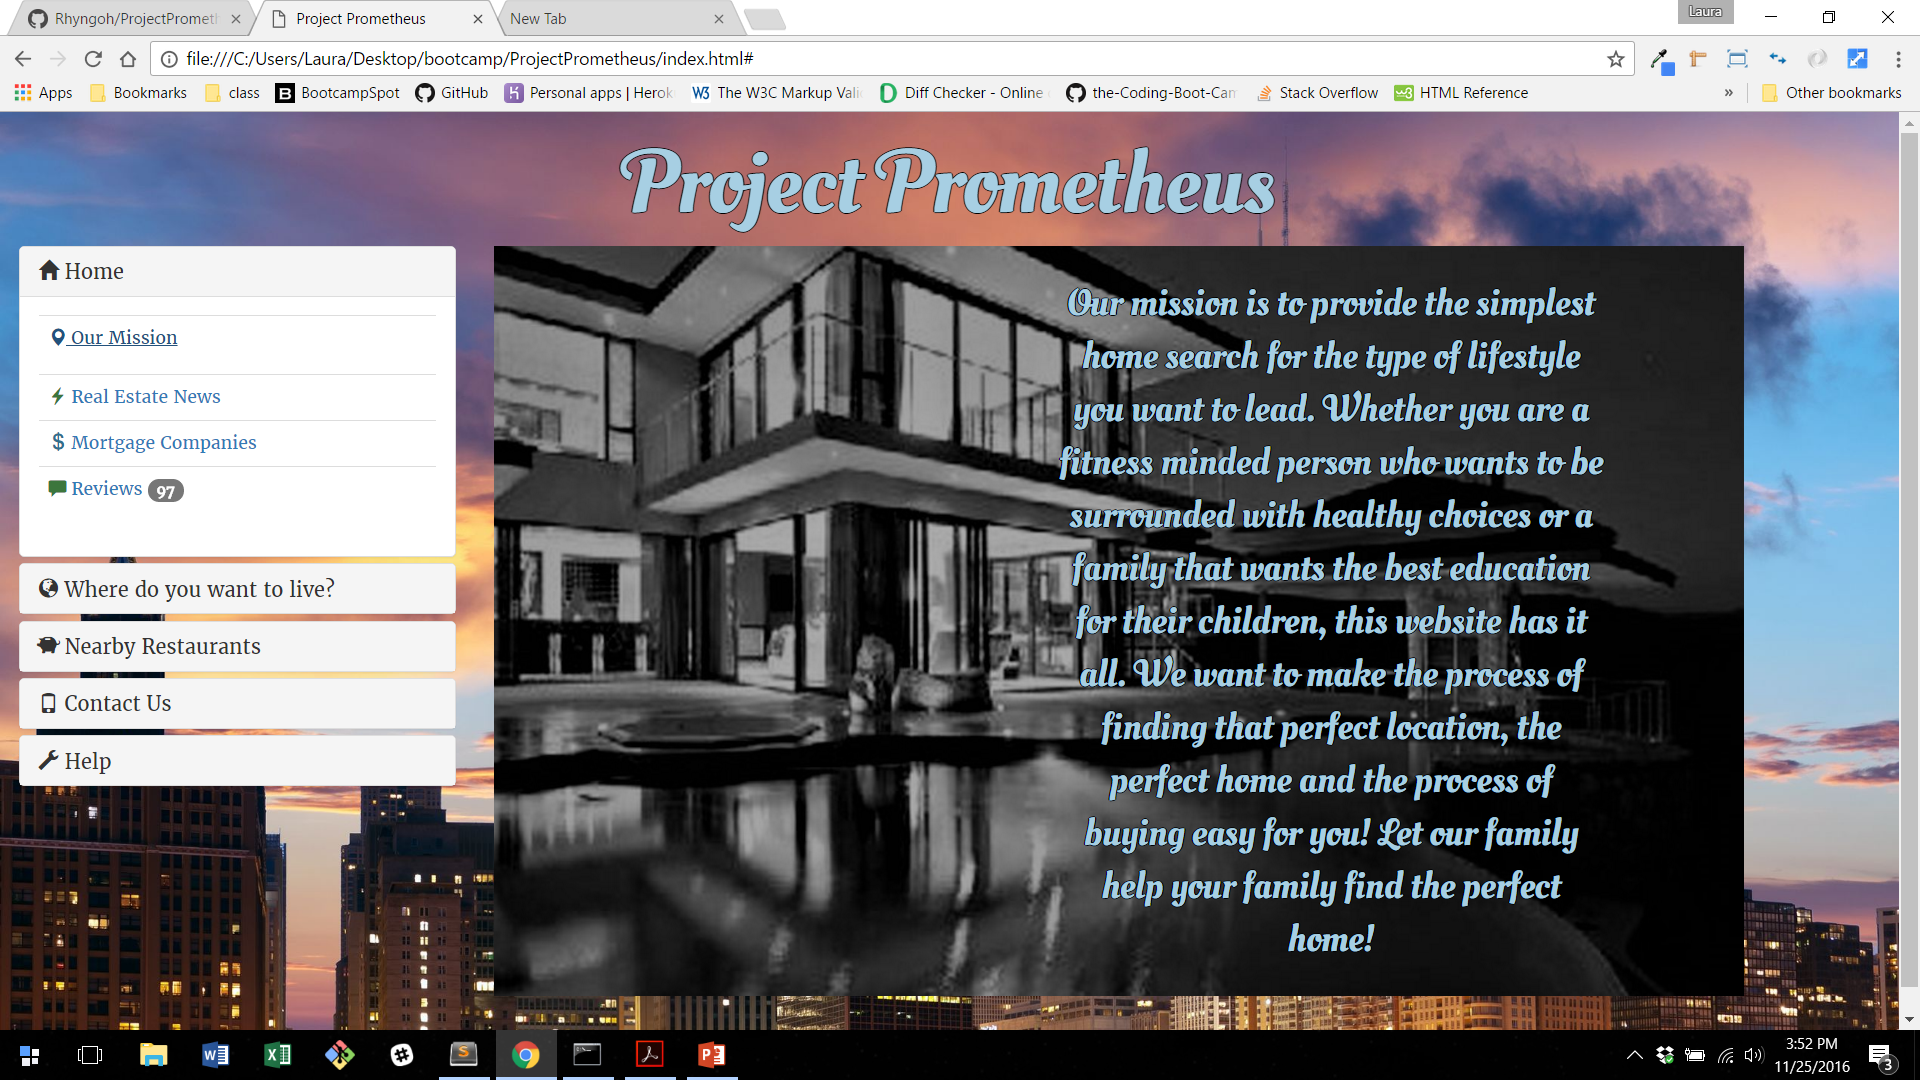 Rhyngoh/ProjectPrometh
Project Prometheus
New Tab
Laura
file:///C:/Users/Laura/Desktop/bootcamp/ProjectPrometheus/index.html#
Apps
Bookmarks
class
BootcampSpot
GitHub
Personal apps | Herok
The W3C Markup Vali
Diff Checker - Online
the-Coding-Boot-Cam
Stack Overflow
HTML Reference
»
Other bookmarks
Project Prometheus
Home
Our Mission
Real Estate News
$ Mortgage Companies
Reviews 97
Where do you want to live?
Nearby Restaurants
Contact Us
Help
Our mission is to provide the simplest
home search for the type of lifestyle
you want to lead. Whether you are a
fitness minded person who wants to be
surrounded with healthy choices or a
family that wants the best education
for their children, this website has it
all. We want to make the process of
finding that perfect location, the
perfect home and the process of
buying easy for you! Let our family
help your family find the perfect
home!
3:52 PM
11/25/2016
3